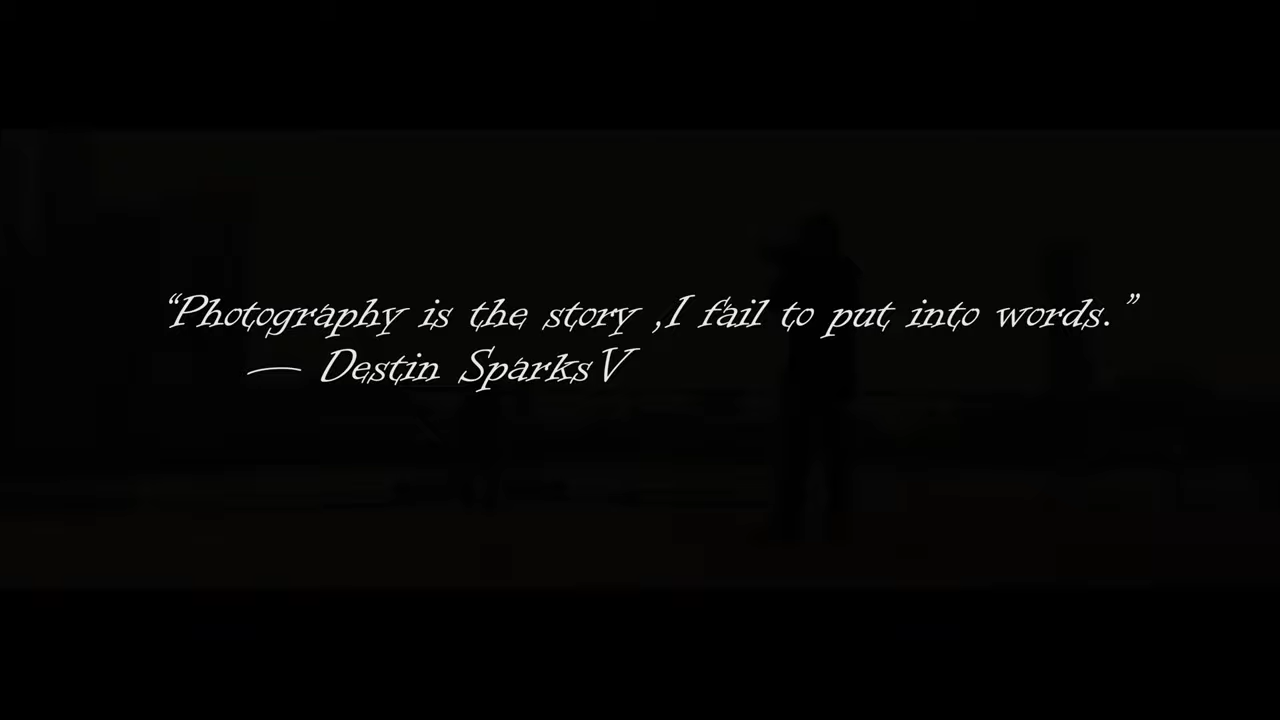 “Photography is the story ,I fail to put into words.”
— Destin Sparks V